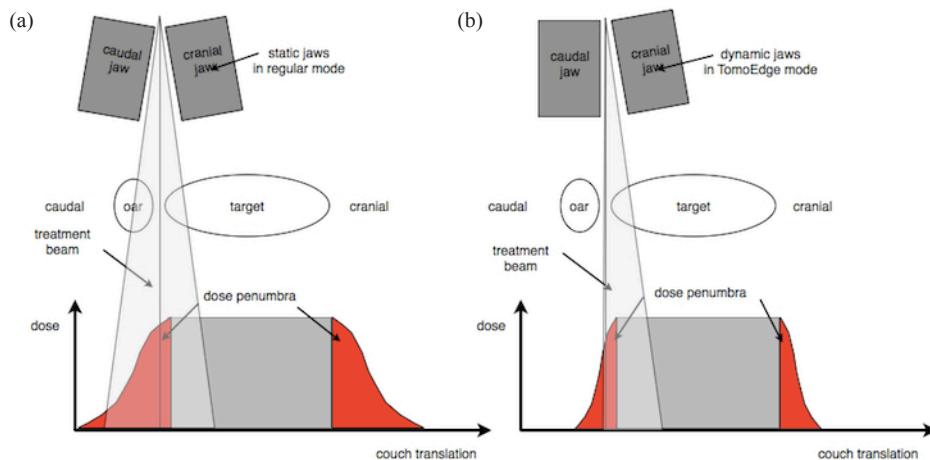 (a)
caudal
jaw
cranial
jaws
static jaws
in regular mode
caudal
oar
target
cranial
treatment
beam
dose penumbra
dose
couch translation
(b)
caudal
jaw
cranial
jaw
dynamic jaws
in TomoEdge mode
caudal
oar
target
cranial
treatment
beam
dose penumbra
dose
couch translation